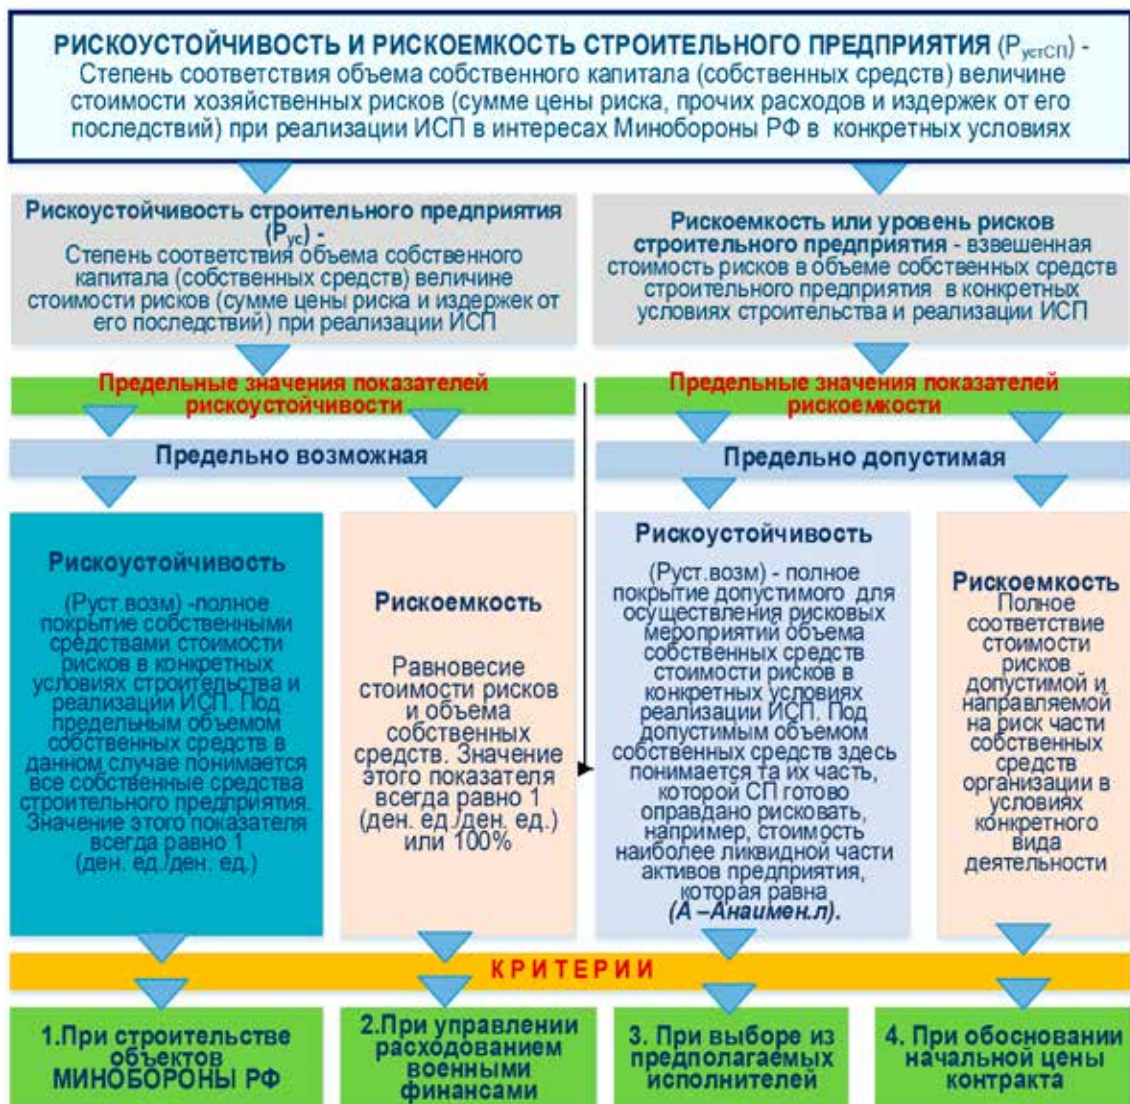 РИСКОУСТОЙЧИВОСТЬ И РИСКОЕМКОСТЬ СТРОИТЕЛЬНОГО ПРЕДПРИЯТИЯ (РустСП) -
Степень соответствия объема собственного капитала (собственных средств) величине
стоимости хозяйственных рисков (сумме цены риска, прочих расходов и издержек от его
последствий) при реализации ИСП в интересах Минобороны РФ в конкретных условиях
Рискоустойчивость строительного предприятия
(Рус) -
Степень соответствия объема собственного
капитала (собственных средств) величине
стоимости рисков (сумме цены риска и издержек от
его последствий) при реализации ИСП
Рискоемкость или уровень рисков
строительного предприятия - взвешенная
стоимость рисков в объеме собственных средств
строительного предприятия в конкретных
условиях строительства и реализации ИСП
Предельные значения показателей
рискоустойчивости
Предельные значения показателей
рискоемкости
Предельно возможная
Предельно допустимая
Рискоустойчивость
(Руст.возм) -полное
покрытие собственными
средствами стоимости
рисков в конкретных
условиях строительства и
реализации ИСП. Под
предельным объемом
собственных средств в
данном случае понимается
все собственные средства
строительного предприятия.
Значение этого показателя
всегда равно 1
(ден. ед./ден. ед.)
Рискоемкость
Равновесие
стоимости рисков
и объема
собственных
средств. Значение
этого показателя
всегда равно 1
(ден. ед./ден. ед.)
или 100%
Рискоустойчивость
(Руст.возм) - полное
покрытие допустимого для
осуществления рисковых
мероприятий объема
собственных средств
стоимости рисков в
конкретных условиях
реализации ИСП. Под
допустимым объемом
собственных средств здесь
понимается та их часть,
которой СП готово
оправдано рисковать,
например, стоимость
наиболее ликвидной части
активов предприятия,
которая равна
(А –Анаимен.л).
Рискоемкость
Полное
соответствие
стоимости
рисков
допустимой и
направляемой
на риск части
собственных
средств
организации в
условиях
конкретного
вида
деятельности
КРИТЕРИИ
1.При строительстве
объектов
МИНОБОРОНЫ РФ
2.При управлении
расходованием
военными
финансами
3. При выборе из
предполагаемых
исполнителей
4. При обосновании
начальной цены
контракта